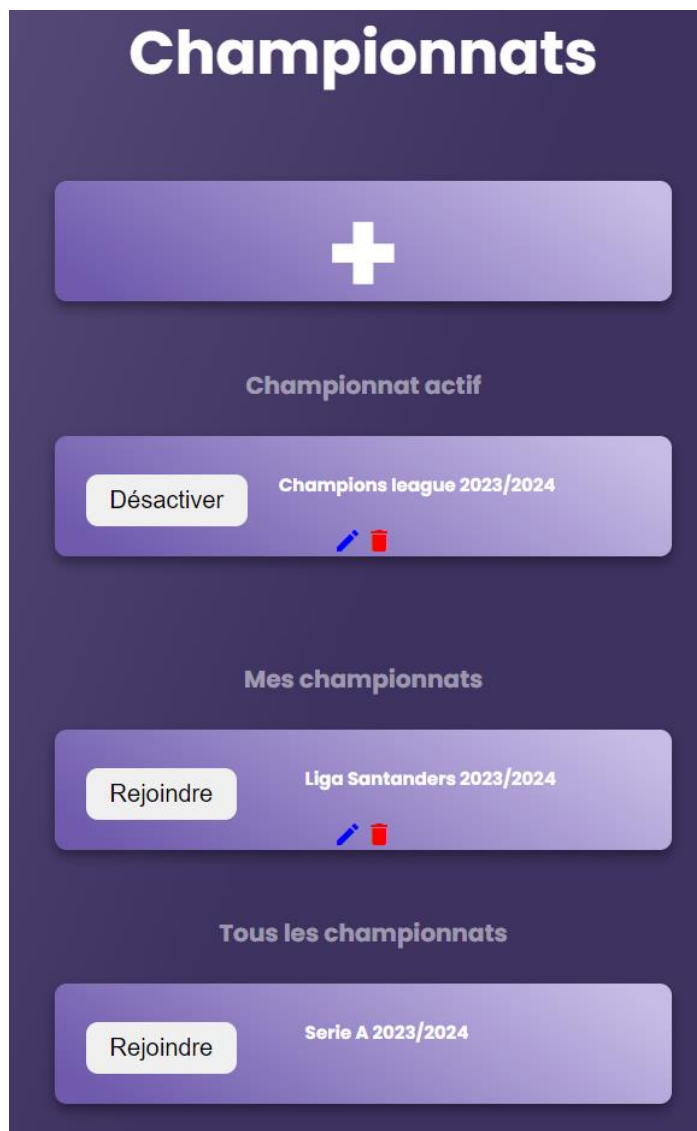 Championnats
Championnat actif
Désactiver
Champions league 2023/2024
Mes championnats
Rejoindre
Liga Santanders 2023/2024
Tous les championnats
Rejoindre
Serie A 2023/2024